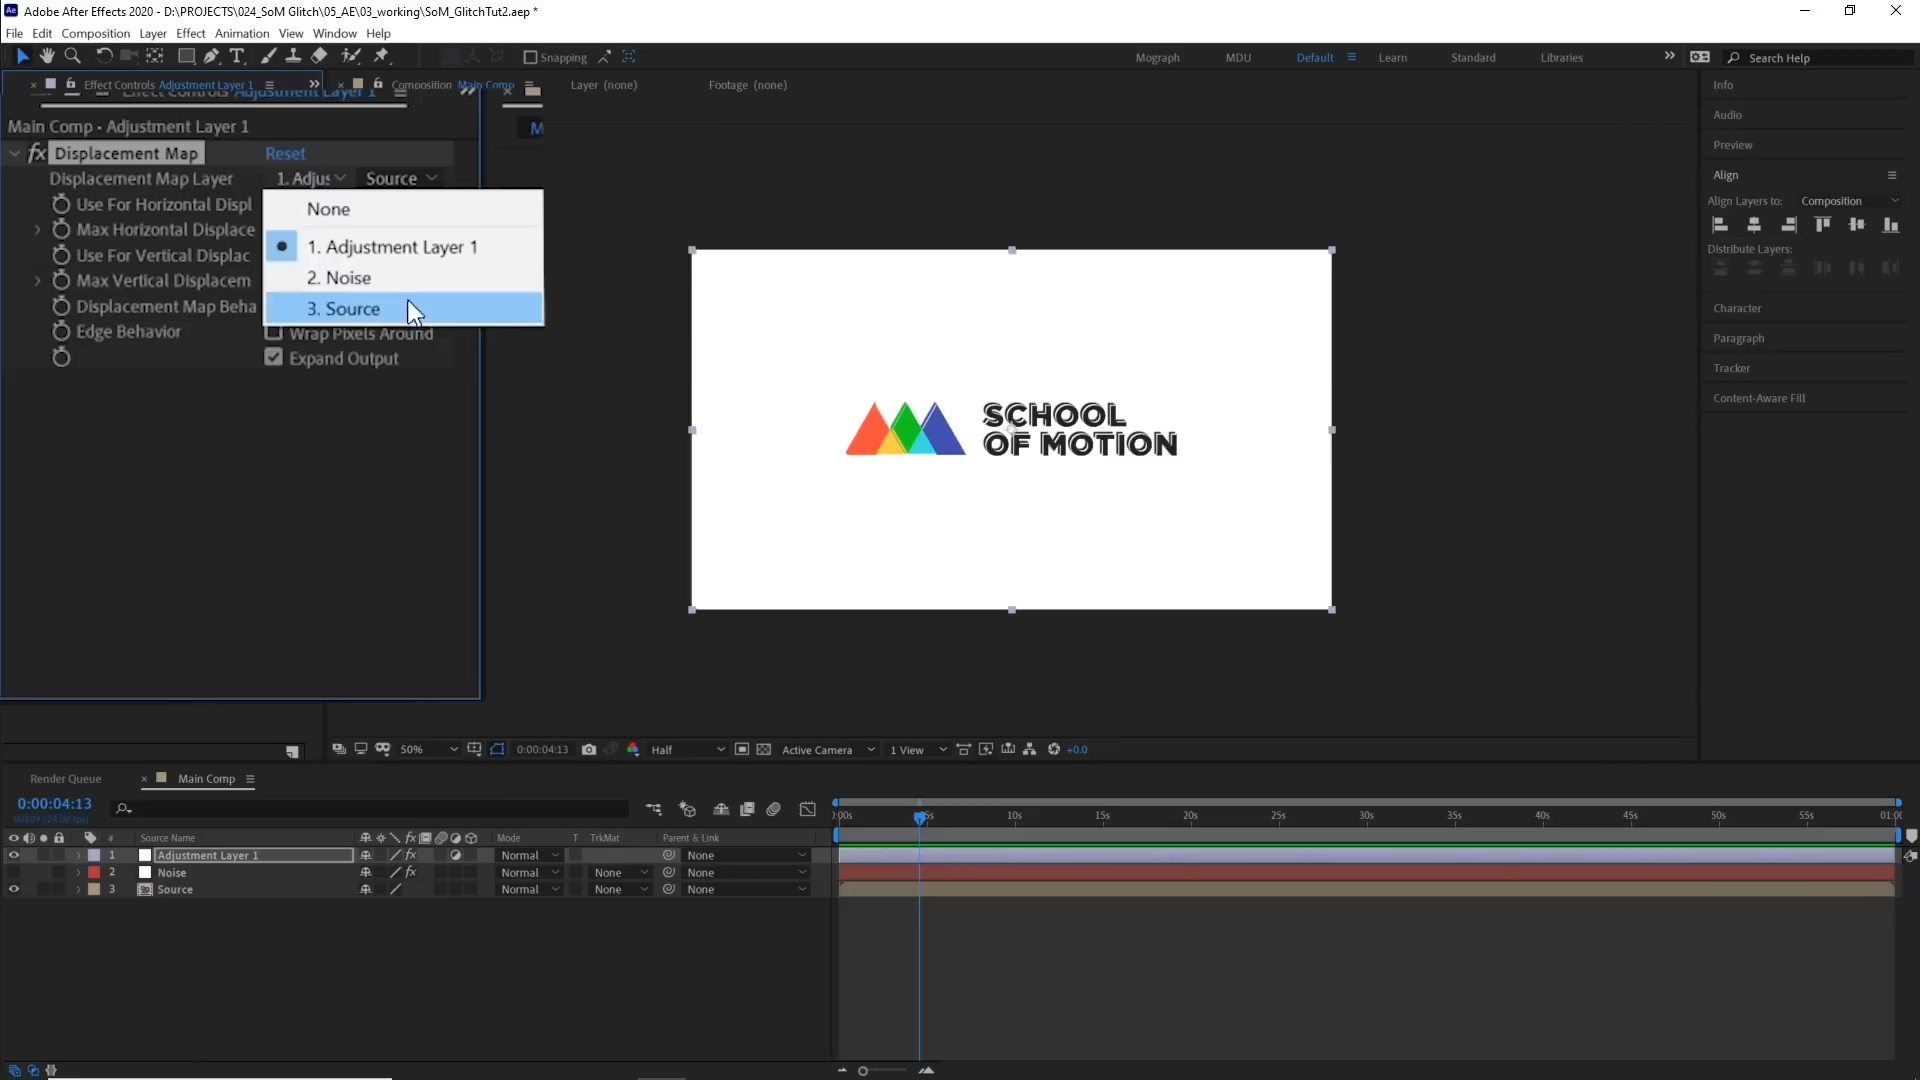 Adobe After Effects 2020 - D:\PROJECTS\024_SoM Glitch\05_AE\03_working\SoM_GlitchTut2.aep *
File Edit Composition Layer Effect Animation View Window Help
Snapping Mograph MDU Default Learn Standard Libraries Search Help
Effect Controls Adjustment Layer 1 Composition Main Comp Layer (none) Footage (none)
Main Comp • Adjustment Layer 1
fx Displacement Map Reset
Displacement Map Layer 1. Adjus Source
Use For Horizontal Displ
Max Horizontal Displace
Use For Vertical Displac
Max Vertical Displacem
Displacement Map Beha
Edge Behavior Wrap Pixels Around
Expand Output
None
1. Adjustment Layer 1
2. Noise
3. Source
M
SCHOOL
OF MOTION
Info
Audio
Preview
Align
Align Layers to: Composition
Distribute Layers:
Character
Paragraph
Tracker
Content-Aware Fill
50% 0:00:04:13 Half Active Camera 1 View +0.0
Render Queue Main Comp
0:00:04:13
:00s 5s 10s 15s 20s 25s 30s 35s 40s 45s 50s 55s 01:00
# Source Name Mode T TrkMat Parent & Link
1 Adjustment Layer 1 Normal None
2 Noise Normal None None
3 Source Normal None None